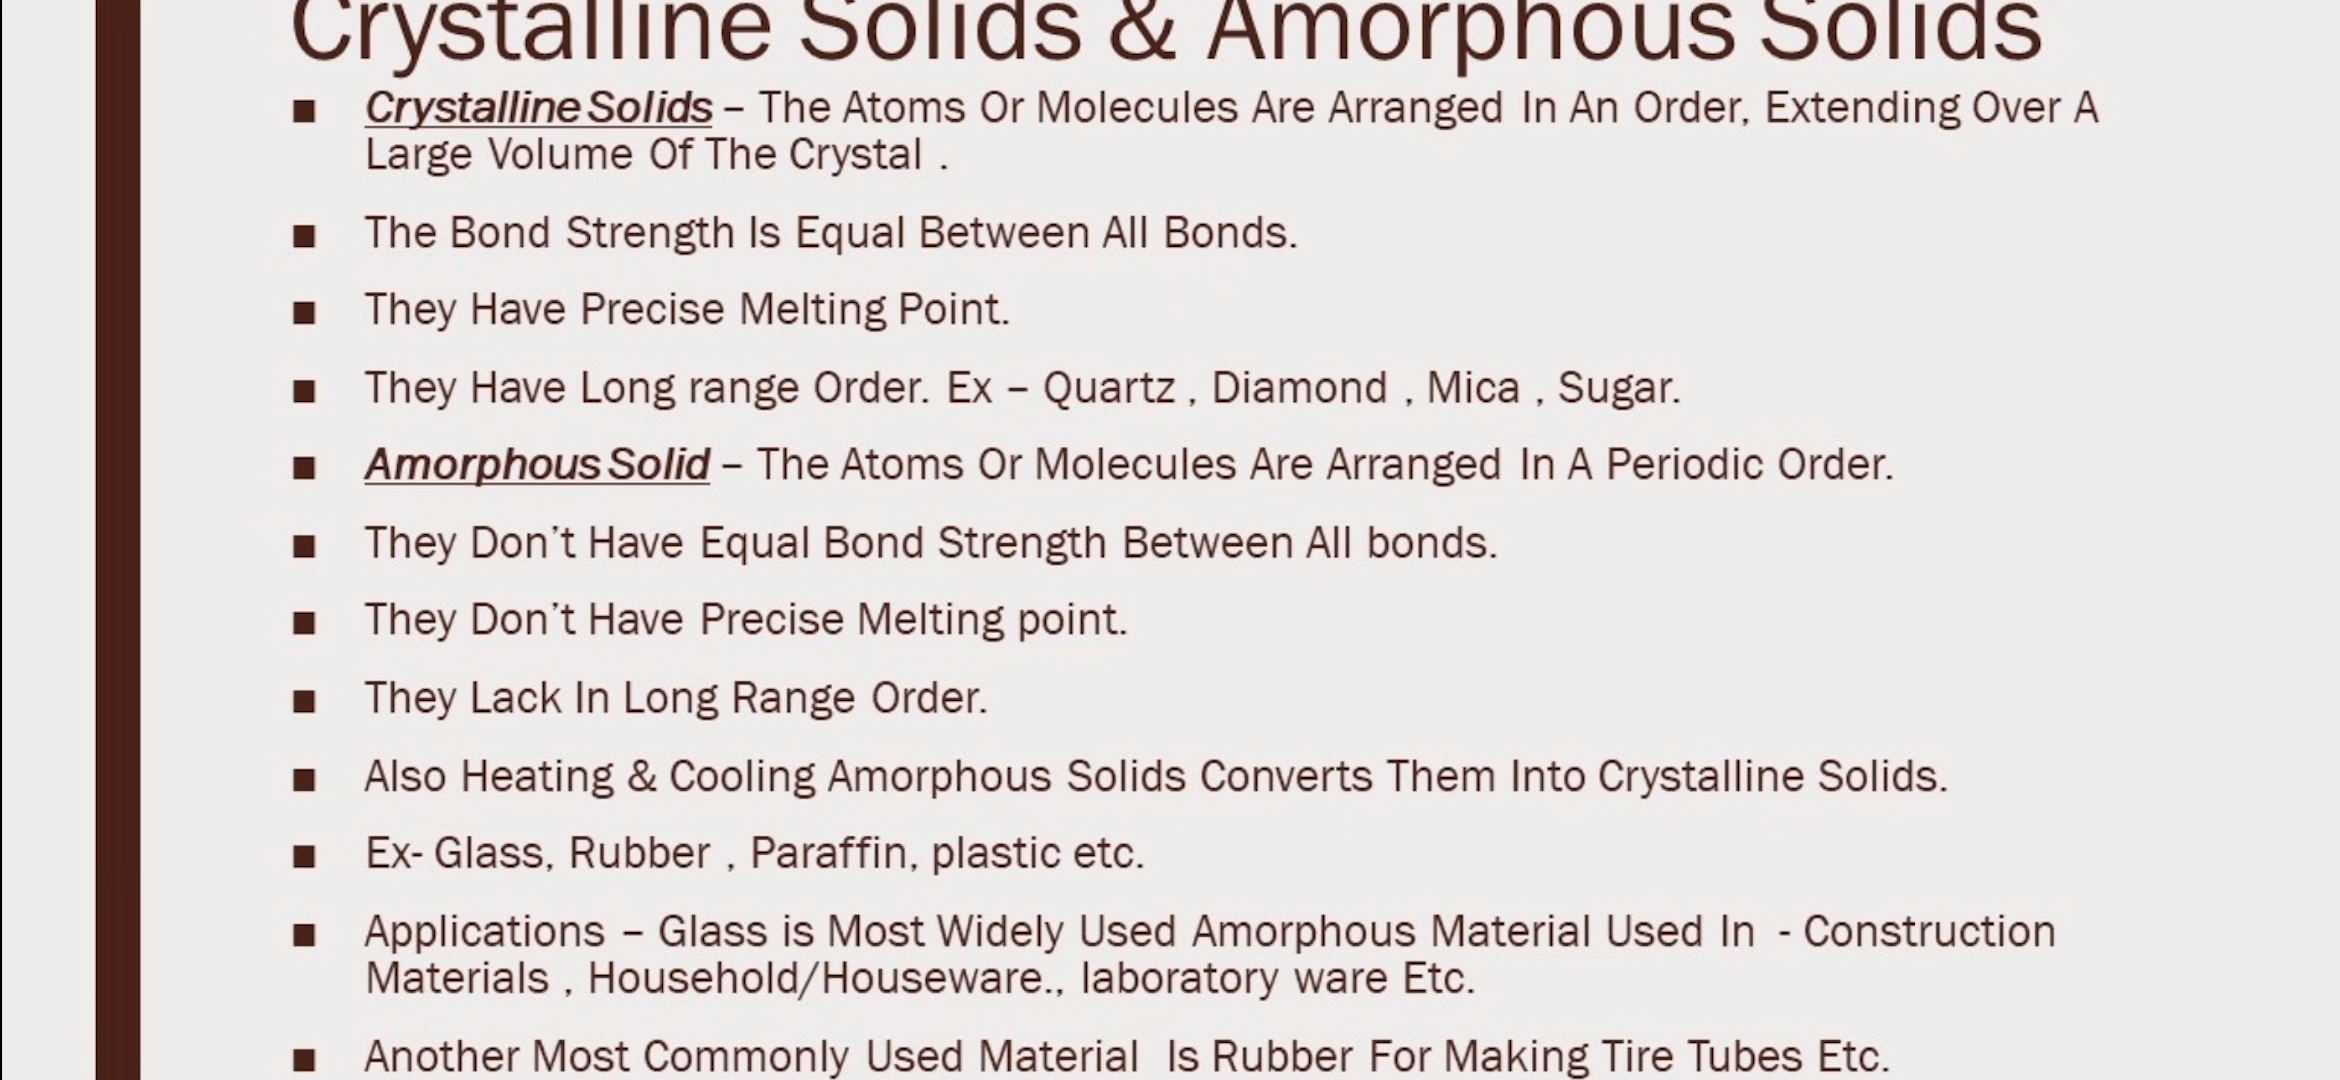 Crystalline Solids & Amorphous Solids
■ Crystalline Solids – The Atoms Or Molecules Are Arranged In An Order, Extending Over A
Large Volume Of The Crystal .
■ The Bond Strength Is Equal Between All Bonds.
■ They Have Precise Melting Point.
■ They Have Long range Order. Ex – Quartz , Diamond , Mica , Sugar.
■ Amorphous Solid – The Atoms Or Molecules Are Arranged In A Periodic Order.
■ They Don’t Have Equal Bond Strength Between All bonds.
■ They Don’t Have Precise Melting point.
■ They Lack In Long Range Order.
■ Also Heating & Cooling Amorphous Solids Converts Them Into Crystalline Solids.
■ Ex- Glass, Rubber , Paraffin, plastic etc.
■ Applications – Glass is Most Widely Used Amorphous Material Used In - Construction
Materials , Household/Houseware., laboratory ware Etc.
■ Another Most Commonly Used Material Is Rubber For Making Tire Tubes Etc.